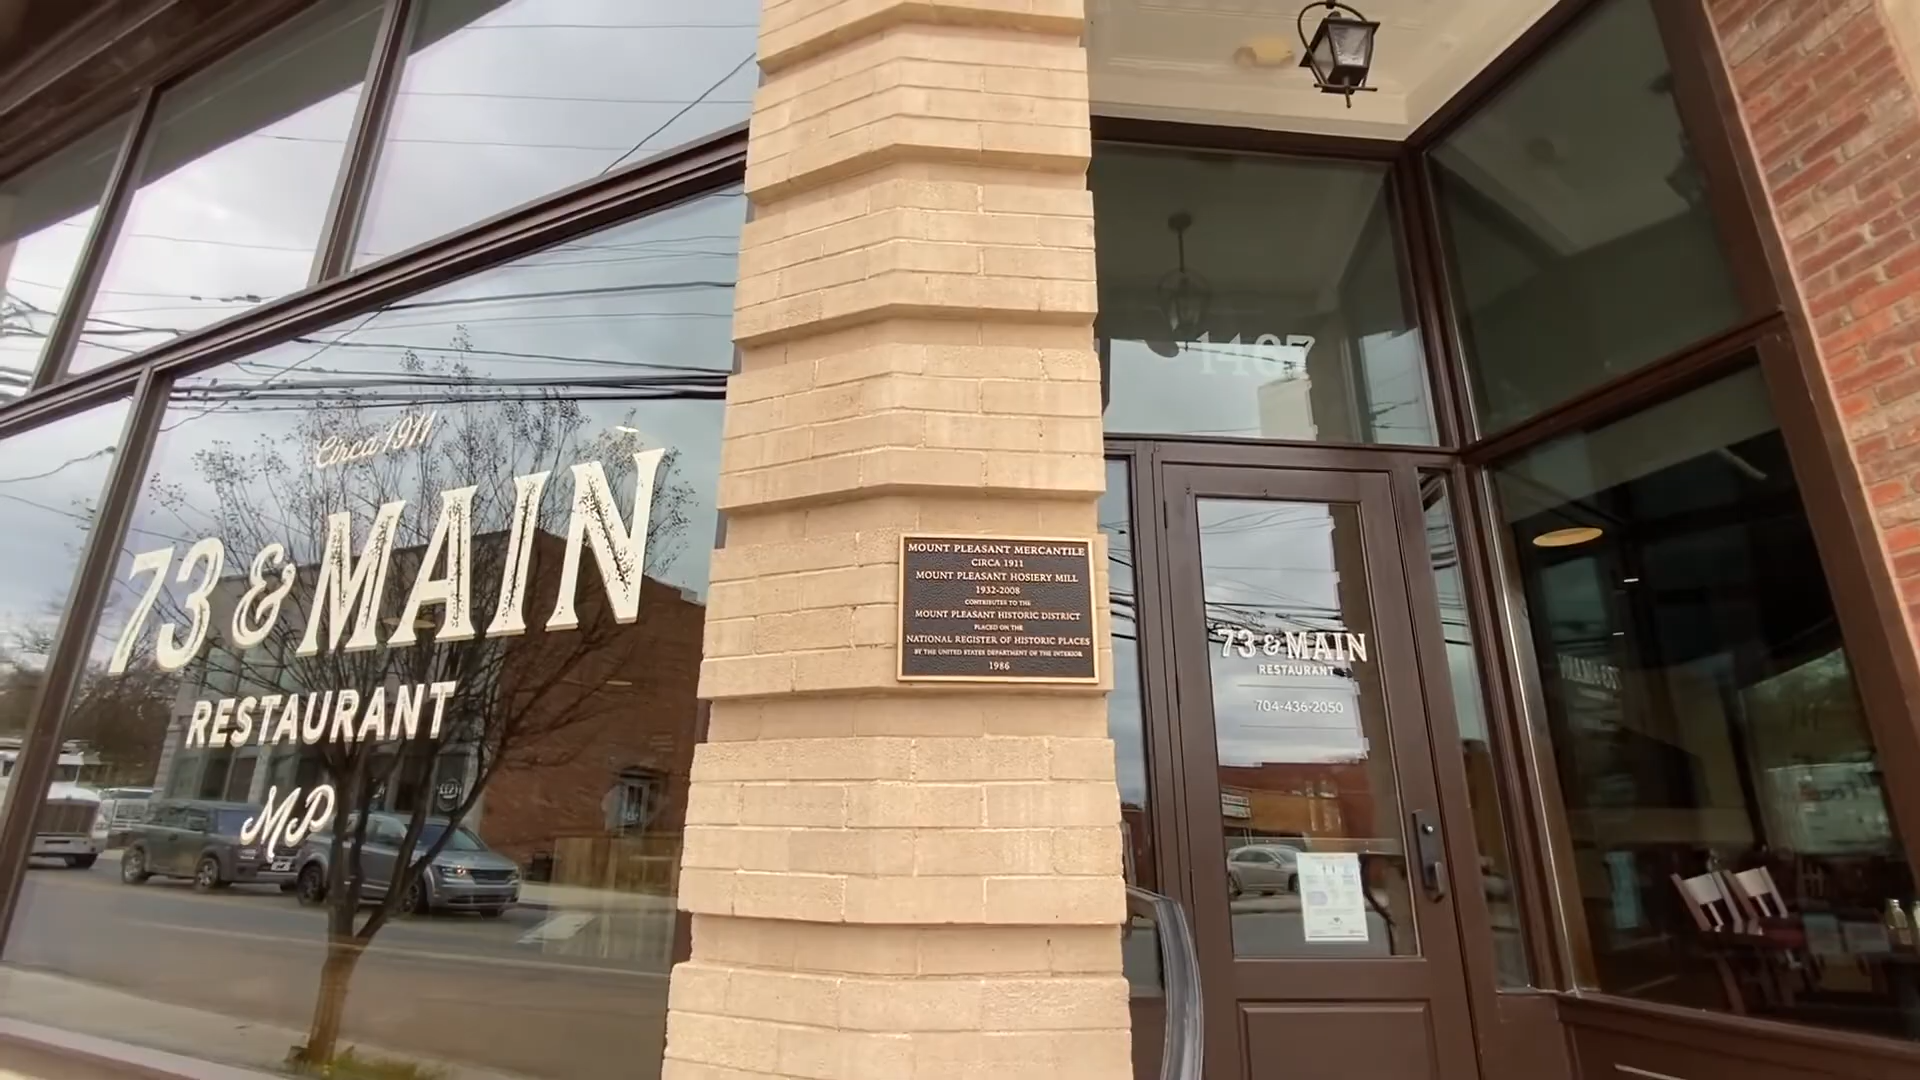 Circa 1911
73 & MAIN
RESTAURANT
MP
MOUNT PLEASANT MERCANTILE
CIRCA 1911
MOUNT PLEASANT HOSIERY MILL
1932-2008
CONTRIBUTES TO THE
MOUNT PLEASANT HISTORIC DISTRICT
PLACED ON THE
NATIONAL REGISTER OF HISTORIC PLACES
BY THE UNITED STATES DEPARTMENT OF THE INTERIOR
1986
73 & MAIN
RESTAURANT
704-436-2050